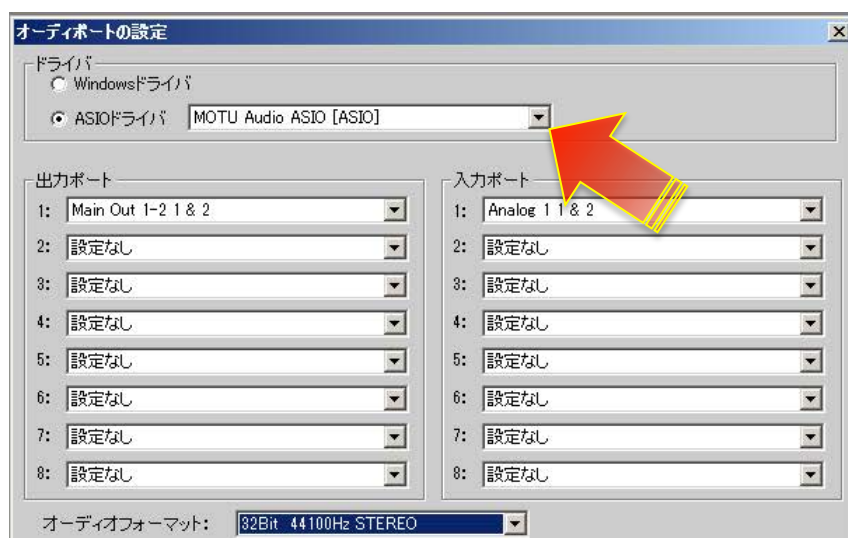 オーディポートの設定
ドライバ
Windowsドライバ
ASIOドライバ MOTU Audio ASIO [ASIO]
出力ポート
1: Main Out 1-2 1 & 2
2: 設定なし
3: 設定なし
4: 設定なし
5: 設定なし
6: 設定なし
7: 設定なし
8: 設定なし
入力ポート
1: Analog 1 1 & 2
2: 設定なし
3: 設定なし
4: 設定なし
5: 設定なし
6: 設定なし
7: 設定なし
8: 設定なし
オーディオフォーマット: 32Bit 44100Hz STEREO